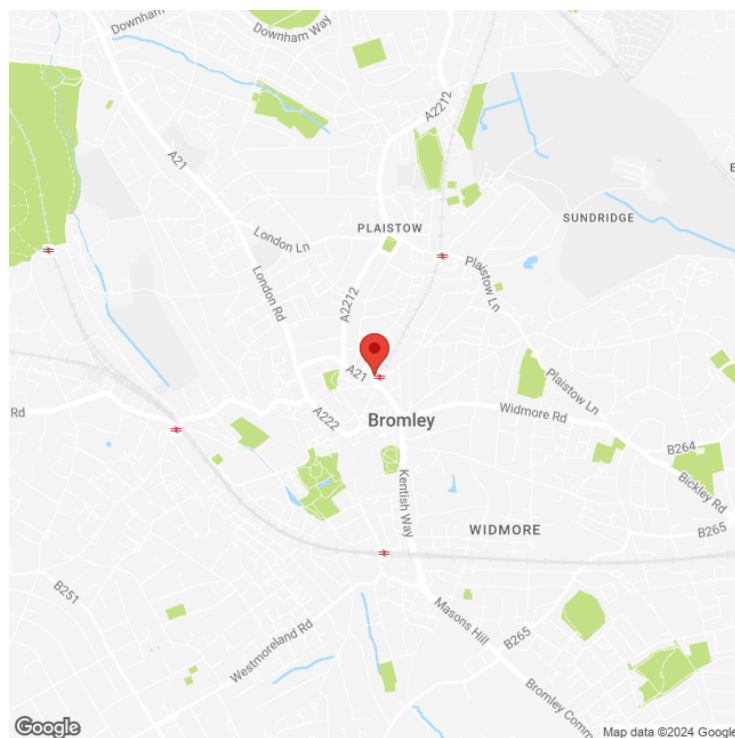 Downham
Downham Way
A2212
A21
E
PLAISTOW
SUNDRIDGE
London Ln
Plaistow Ln
London Rd
A2212
A21
Plaistow Ln
Rd
A222
Bromley
Widmore Rd
B264
Bickley Rd
Kentish Way
WIDMORE
B265
B251
Masons Hill
Westmoreland Rd
B265
Bromley Comm
Google
Map data ©2024 Google